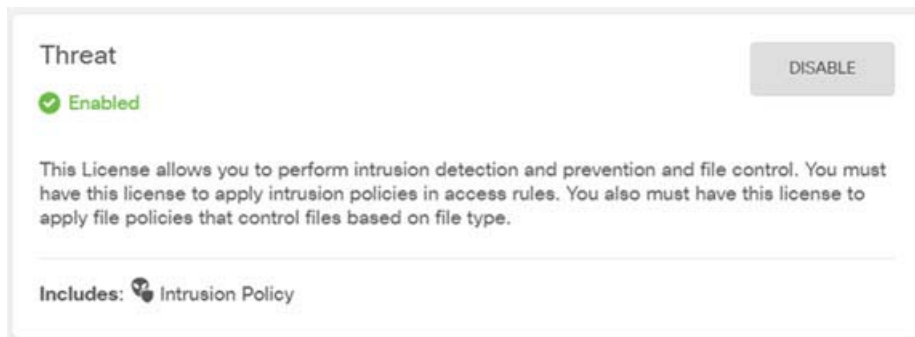 Threat
DISABLE
Enabled
This License allows you to perform intrusion detection and prevention and file control. You must
have this license to apply intrusion policies in access rules. You also must have this license to
apply file policies that control files based on file type.
Includes: Intrusion Policy